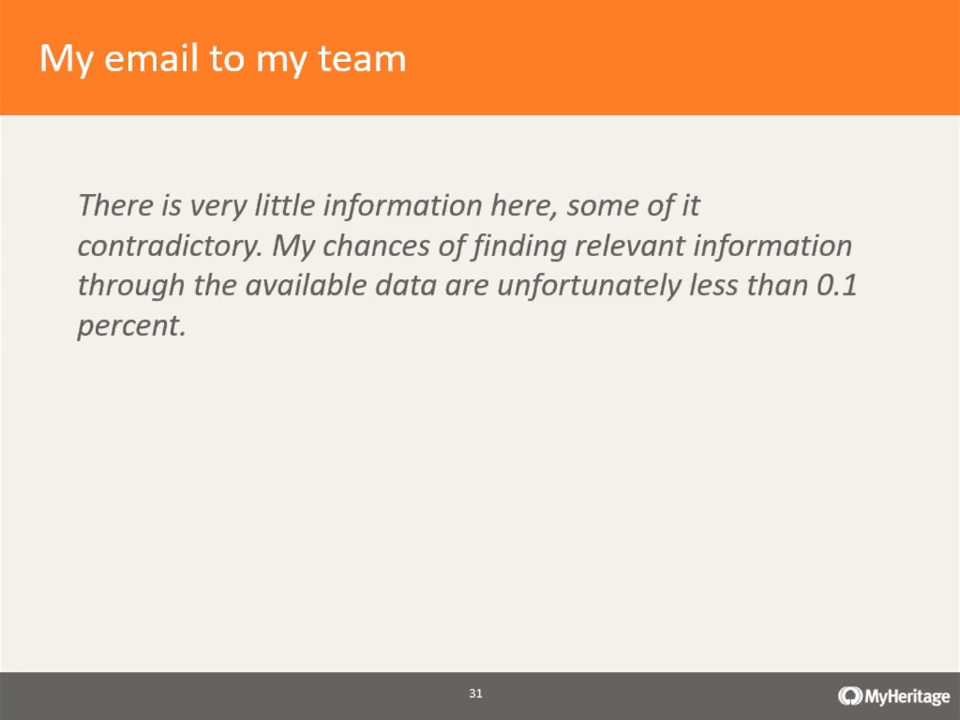 My email to my team
There is very little information here, some of it
contradictory. My chances of finding relevant information
through the available data are unfortunately less than 0.1
percent.
31
MyHeritage